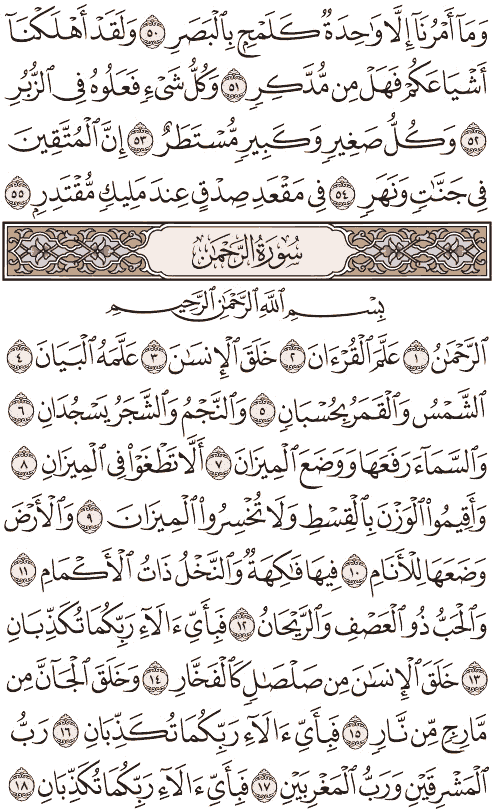 وَمَآ أَمْرُنَآ إِلَّا وَٰحِدَةٌ كَلَمْحٍۭ بِٱلْبَصَرِ ٥٠ وَلَقَدْ أَهْلَكْنَآ
أَشْيَاعَكُمْ فَهَلْ مِن مُّدَّكِرٍ ٥١ وَكُلُّ شَىْءٍ فَعَلُوهُ فِى ٱلزُّبُرِ
٥٢ وَكُلُّ صَغِيرٍ وَكَبِيرٍ مُّسْتَطَرٌ ٥٣ إِنَّ ٱلْمُتَّقِينَ
فِى جَنَّٰتٍ وَنَهَرٍ ٥٤ فِى مَقْعَدِ صِدْقٍ عِندَ مَلِيكٍ مُّقْتَدِرٍۭ ٥٥
سُورَةُ الرَّحْمَٰن
بِسْمِ ٱللَّهِ ٱلرَّحْمَٰنِ ٱلرَّحِيمِ
ٱلرَّحْمَٰنُ ١ عَلَّمَ ٱلْقُرْءَانَ ٢ خَلَقَ ٱلْإِنسَٰنَ ٣ عَلَّمَهُ ٱلْبَيَانَ ٤
ٱلشَّمْسُ وَٱلْقَمَرُ بِحُسْبَانٍ ٥ وَٱلنَّجْمُ وَٱلشَّجَرُ يَسْجُدَانِ ٦
وَٱلسَّمَآءَ رَفَعَهَا وَوَضَعَ ٱلْمِيزَانَ ٧ أَلَّا تَطْغَوْا۟ فِى ٱلْمِيزَانِ ٨
وَأَقِيمُوا۟ ٱلْوَزْنَ بِٱلْقِسْطِ وَلَا تُخْسِرُوا۟ ٱلْمِيزَانَ ٩ وَٱلْأَرْضَ
وَضَعَهَا لِلْأَنَامِ ١٠ فِيهَا فَٰكِهَةٌ وَٱلنَّخْلُ ذَاتُ ٱلْأَكْمَامِ ١١
وَٱلْحَبُّ ذُو ٱلْعَصْفِ وَٱلرَّيْحَانُ ١٢ فَبِأَىِّ ءَالَآءِ رَبِّكُمَا تُكَذِّبَانِ
١٣ خَلَقَ ٱلْإِنسَٰنَ مِن صَلْصَٰلٍ كَٱلْفَخَّارِ ١٤ وَخَلَقَ ٱلْجَآنَّ مِن
مَّارِجٍ مِّن نَّارٍ ١٥ فَبِأَىِّ ءَالَآءِ رَبِّكُمَا تُكَذِّبَانِ ١٦ رَبُّ
ٱلْمَشْرِقَيْنِ وَرَبُّ ٱلْمَغْرِبَيْنِ ١٧ فَبِأَىِّ ءَالَآءِ رَبِّكُمَا تُكَذِّبَانِ ١٨